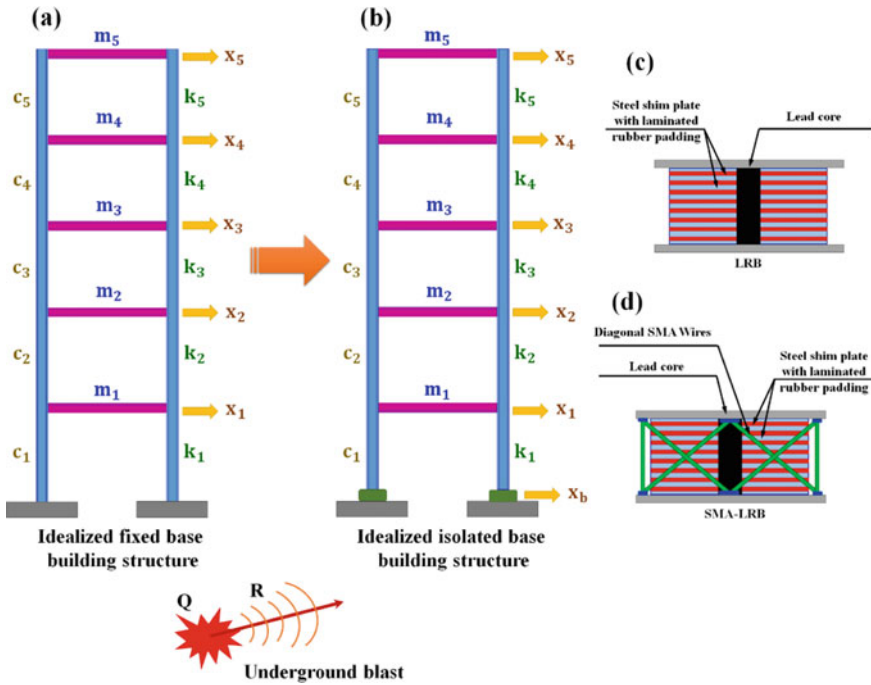 (a)
m₅
x₅
c₅
k₅
m₄
x₄
c₄
k₄
m₃
x₃
c₃
k₃
m₂
x₂
c₂
k₂
m₁
x₁
c₁
k₁
Idealized fixed base
building structure
(b)
m₅
x₅
c₅
k₅
m₄
x₄
c₄
k₄
m₃
x₃
c₃
k₃
m₂
x₂
c₂
k₂
m₁
x₁
c₁
k₁
x_b
Idealized isolated base
building structure
(c)
Steel shim plate
with laminated
rubber padding
Lead core
LRB
(d)
Diagonal SMA Wires
Lead core
Steel shim plate
with laminated
rubber padding
SMA-LRB
Q
R
Underground blast